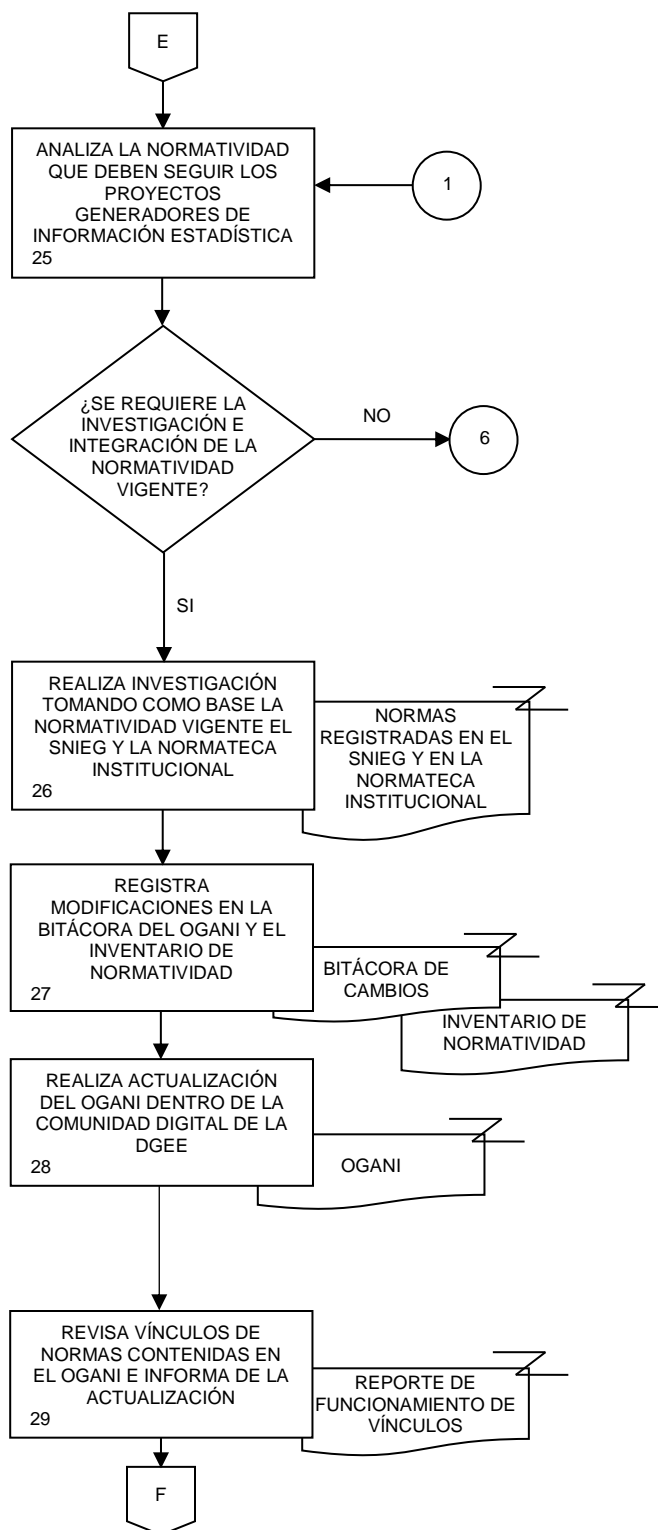 E
ANALIZA LA NORMATIVIDAD
QUE DEBEN SEGUIR LOS
PROYECTOS
GENERADORES DE
INFORMACIÓN ESTADÍSTICA
25
1
¿SE REQUIERE LA
INVESTIGACIÓN E
INTEGRACIÓN DE LA
NORMATIVIDAD
VIGENTE?
NO
6
SI
REALIZA INVESTIGACIÓN
TOMANDO COMO BASE LA
NORMATIVIDAD VIGENTE EL
SNIEG Y LA NORMATECA
INSTITUCIONAL
26
NORMAS
REGISTRADAS EN EL
SNIEG Y EN LA
NORMATECA
INSTITUCIONAL
REGISTRA
MODIFICACIONES EN LA
BITÁCORA DEL OGANI Y EL
INVENTARIO DE
NORMATIVIDAD
27
BITÁCORA DE
CAMBIOS
INVENTARIO DE
NORMATIVIDAD
REALIZA ACTUALIZACIÓN
DEL OGANI DENTRO DE LA
COMUNIDAD DIGITAL DE LA
DGEE
28
OGANI
REVISA VÍNCULOS DE
NORMAS CONTENIDAS EN
EL OGANI E INFORMA DE LA
ACTUALIZACIÓN
29
REPORTE DE
FUNCIONAMIENTO DE
VÍNCULOS
F